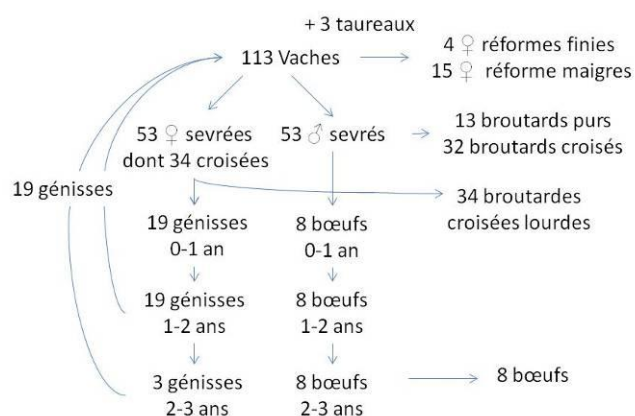 + 3 taureaux
113 Vaches
4 ♀ réformes finies
15 ♀ réforme maigres
53 ♀ sevrées
dont 34 croisées
53 ♂ sevrés
13 broutards purs
32 broutards croisés
19 génisses
34 broutardes
croisées lourdes
19 génisses
0-1 an
8 bœufs
0-1 an
19 génisses
1-2 ans
8 bœufs
1-2 ans
3 génisses
2-3 ans
8 bœufs
2-3 ans
8 bœufs